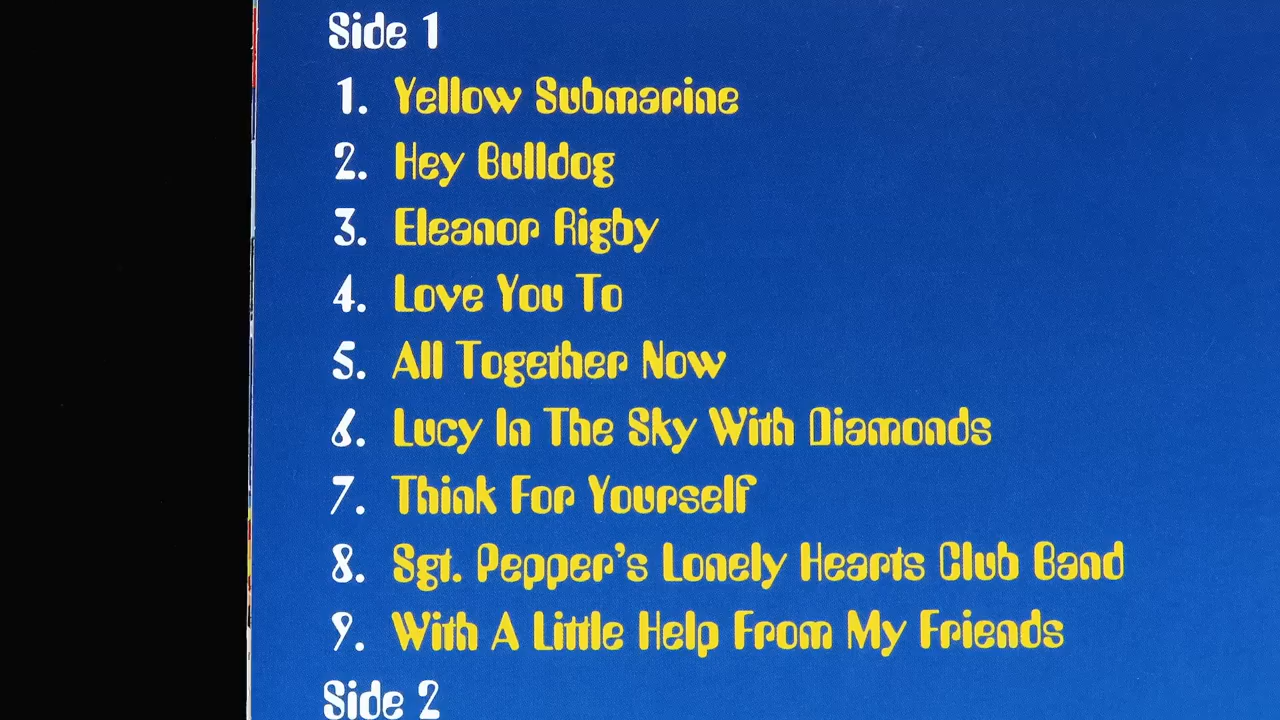 Side 1
1. Yellow Submarine
2. Hey Bulldog
3. Eleanor Rigby
4. Love You To
5. All Together Now
6. Lucy In The Sky With Diamonds
7. Think For Yourself
8. Sgt. Pepper's Lonely Hearts Club Band
9. With A Little Help From My Friends
Side 2